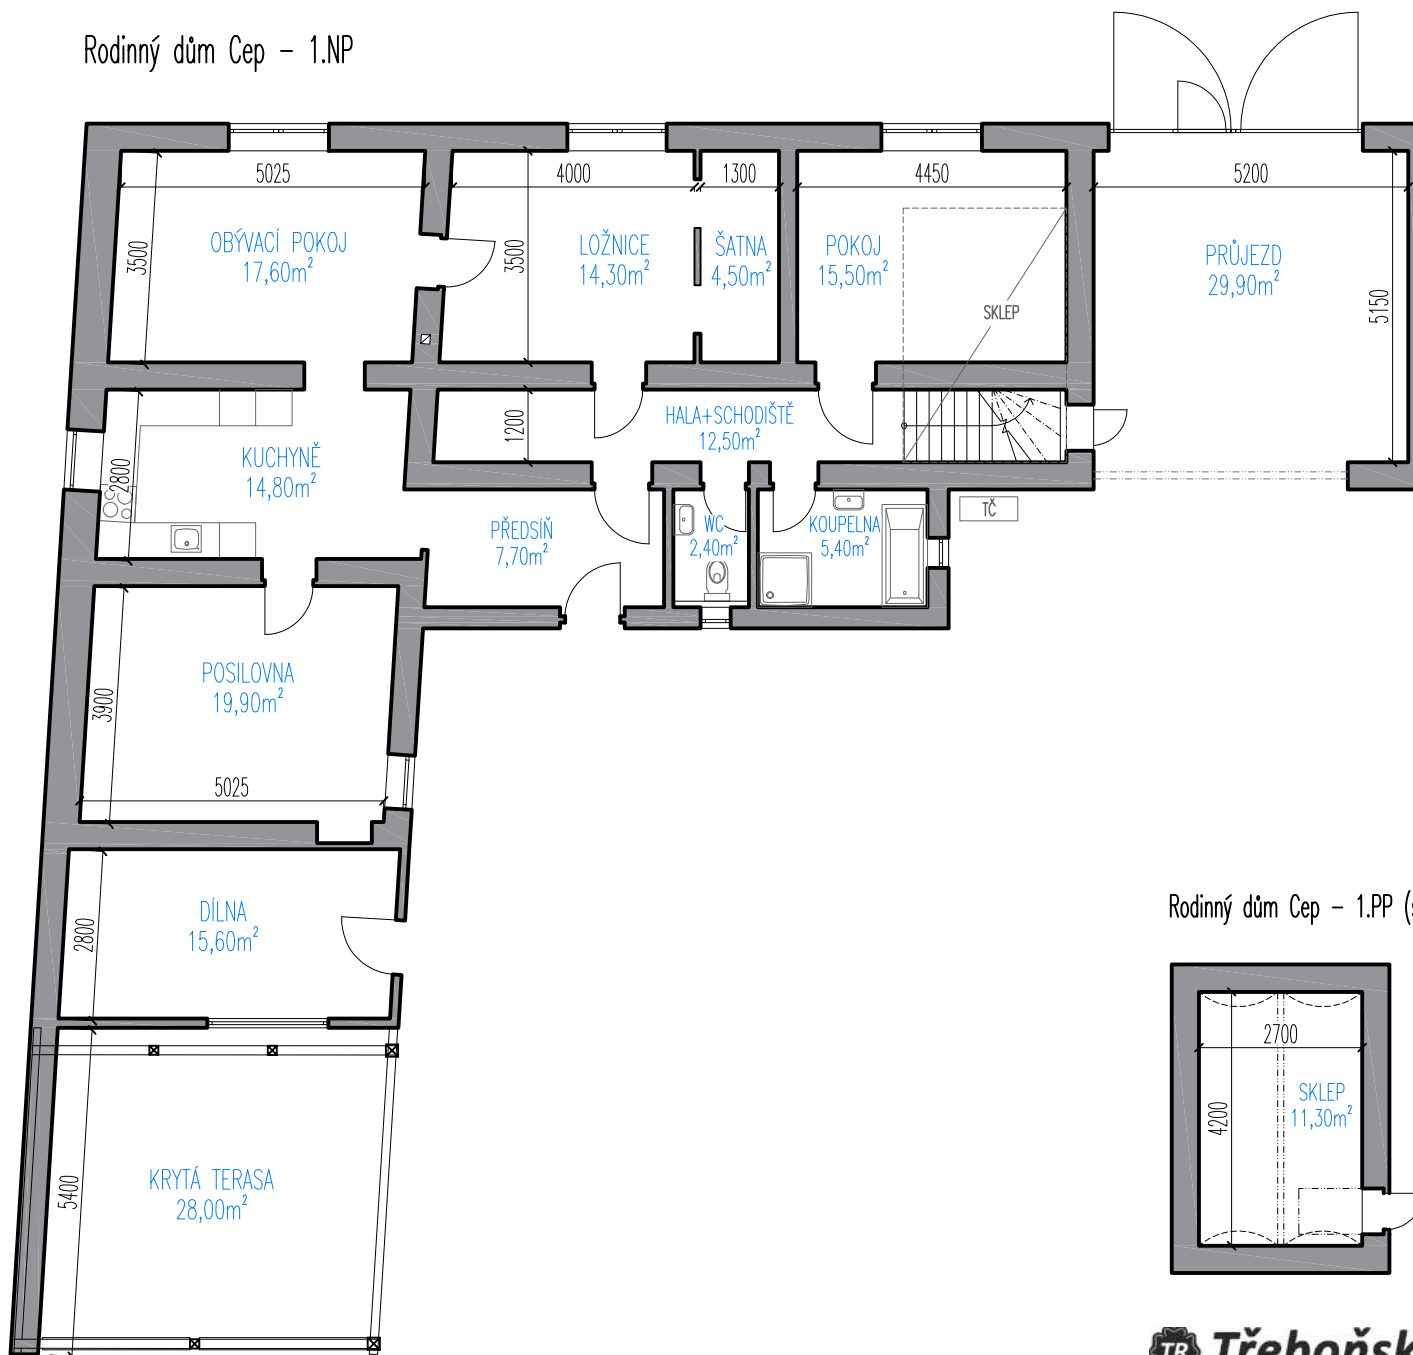 Rodinný dům Cep – 1.NP
5025
4000
1300
4450
5200
3500
OBÝVACÍ POKOJ
17,60m²
3500
LOŽNICE
14,30m²
ŠATNA
4,50m²
POKOJ
15,50m²
SKLEP
PRŮJEZD
29,90m²
5150
1200
HALA+SCHODIŠTĚ
12,50m²
2800
KUCHYNĚ
14,80m²
PŘEDSÍŇ
7,70m²
WC
2,40m²
KOUPELNA
5,40m²
TČ
POSILOVNA
19,90m²
3900
5025
DÍLNA
15,60m²
2800
KRYTÁ TERASA
28,00m²
5400
Rodinný dům Cep – 1.PP
2700
SKLEP
11,30m²
4200
TR